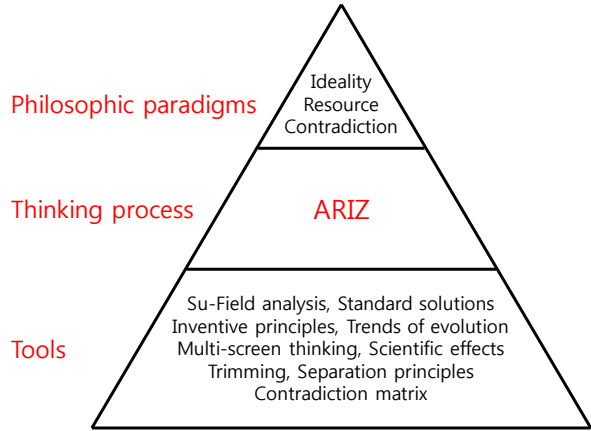 Philosophic paradigms
Ideality
Resource
Contradiction
Thinking process
ARIZ
Tools
Su-Field analysis, Standard solutions
Inventive principles, Trends of evolution
Multi-screen thinking, Scientific effects
Trimming, Separation principles
Contradiction matrix